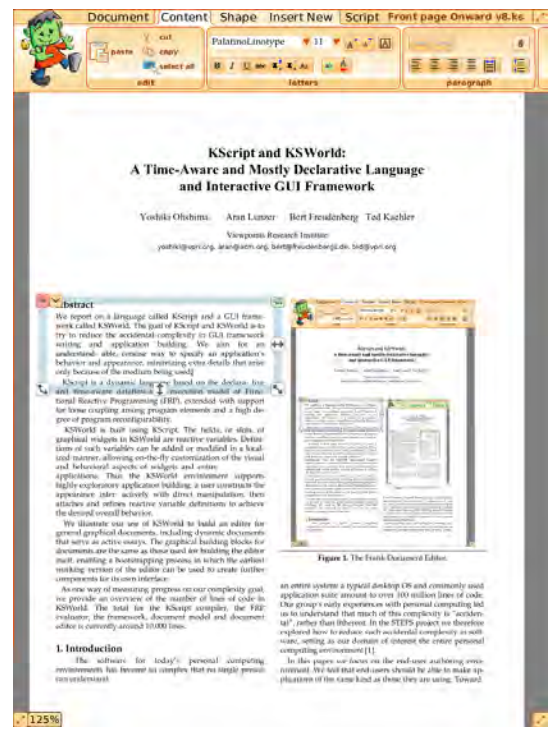 Document Content Shape Insert New Script Front page Onward v8.ks
paste
cut
copy
select all
edit
PalatinoLinotype 11
B I U
letters
8
paragraph
KScript and KSWorld:
A Time-Aware and Mostly Declarative Language
and Interactive GUI Framework
Yoshiki Ohshima Aran Lunzer Bert Freudenberg Ted Kaehler
Viewpoints Research Institute
yoshiki@vpri.org, aran@acm.org, bert@freudenbergs.de, ted@vpri.org
Abstract
We report on a language called KScript and a GUI frame-
work called KSWorld. The goal of KScript and KSWorld is to
try to reduce the accidental complexity in GUI framework
writing and application building. We aim for an
understand- able, concise way to specify an application's
behavior and appearance, minimizing extra details that arise
only because of the medium being used.
KScript is a dynamic language based on the declara- tive
and time-aware dataflow execution model of Func-
tional Reactive Programming (FRP), extended with support
for loose coupling among program elements and a high de-
gree of program reconfigurability.
KSWorld is built using KScript. The fields, or slots, of
graphical widgets in KSWorld are reactive variables. Defini-
tions of such variables can be added or modified in a local-
ized manner, allowing on-the-fly customization of the visual
and behavioral aspects of widgets and entire
applications. Thus the KSWorld environment supports
highly exploratory application building: a user constructs the
appearance inter- actively with direct manipulation, then
attaches and refines reactive variable definitions to achieve
the desired overall behavior.
We illustrate our use of KSWorld to build an editor for
general graphical documents, including dynamic documents
that serve as active essays. The graphical building blocks for
documents are the same as those used for building the editor
itself, enabling a bootstrapping process in which the earliest
working version of the editor can be used to create further
components for its own interface.
As one way of measuring progress on our complexity goal,
we provide an overview of the number of lines of code in
KSWorld. The total for the KScript compiler, the FRP
evaluator, the framework, document model and document
editor is currently around 10,000 lines.
1. Introduction
The software for today's personal computing
environments has become so complex that no single person
can understand
Figure 1. The Frank Document Editor.
an entire system: a typical desktop OS and commonly used
application suite amount to over 100 million lines of code.
Our group's early experiences with personal computing led
us to understand that much of this complexity is "acciden-
tal", rather than inherent. In the STEPS project we therefore
explored how to reduce such accidental complexity in soft-
ware, setting as our domain of interest the entire personal
computing environment [1].
In this paper we focus on the end-user authoring envi-
ronment. We feel that end-users should be able to make ap-
plications of the same kind as those they are using. Toward
125%